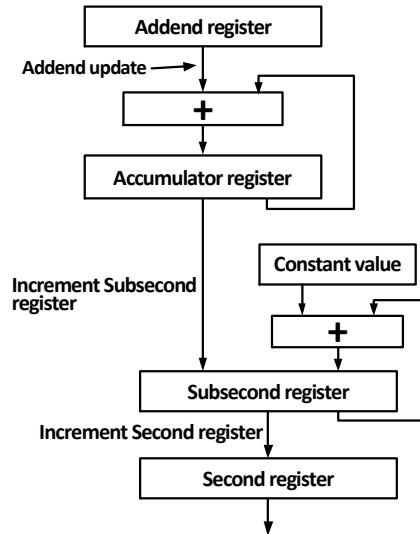 Addend register
Addend update
+
Accumulator register
Constant value
Increment Subsecond
register
+
Subsecond register
Increment Second register
Second register